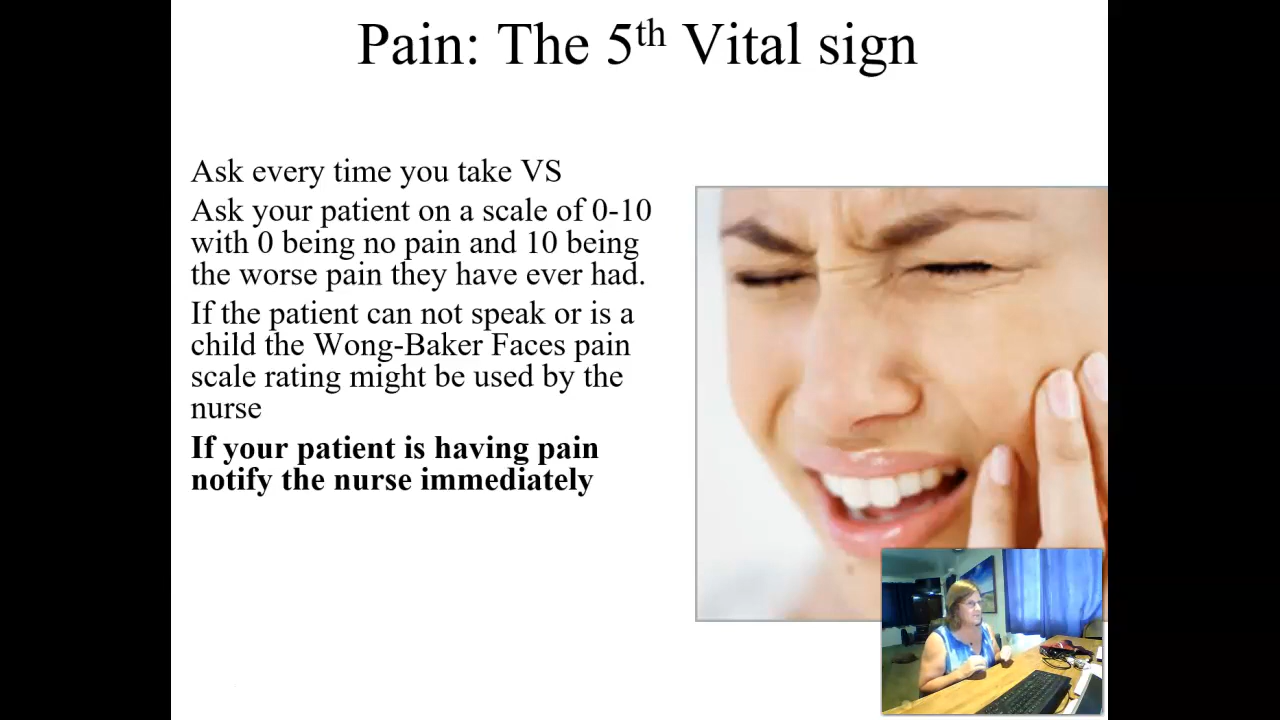 Pain: The 5th Vital sign
Ask every time you take VS
Ask your patient on a scale of 0-10
with 0 being no pain and 10 being
the worse pain they have ever had.
If the patient can not speak or is a
child the Wong-Baker Faces pain
scale rating might be used by the
nurse
If your patient is having pain
notify the nurse immediately